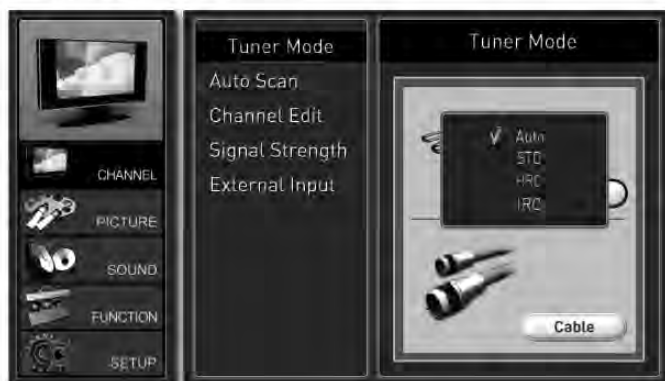 CHANNEL
PICTURE
SOUND
FUNCTION
SETUP
Tuner Mode
Auto Scan
Channel Edit
Signal Strength
External Input
Tuner Mode
Auto
STD
HRC
IRC
Cable